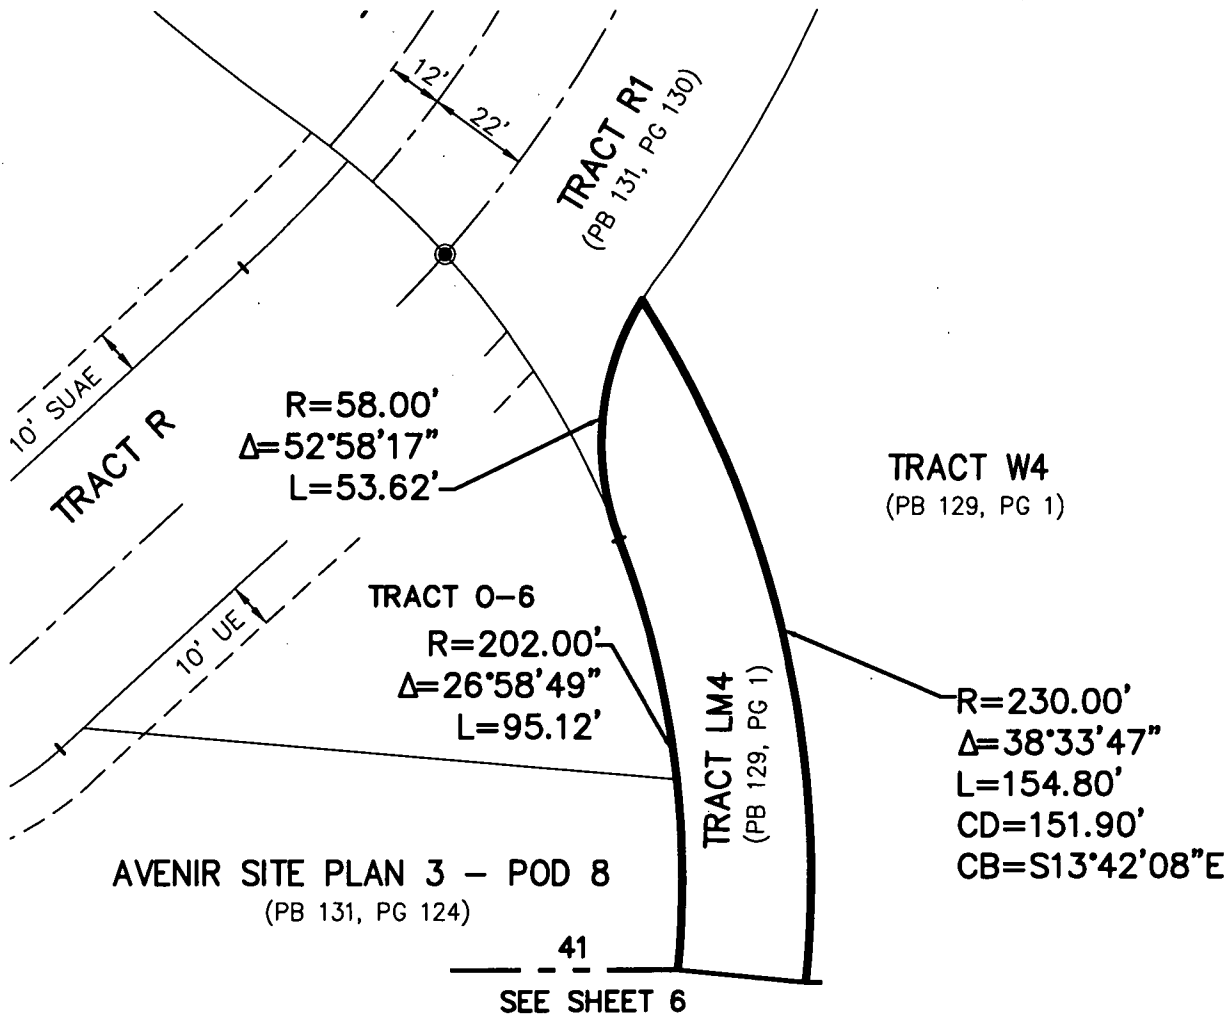 12'
22'
TRACT R1
(PB 131, PG 130)
10' SUAE
TRACT R
R=58.00'
Δ=52°58'17"
L=53.62'
TRACT W4
(PB 129, PG 1)
10' UE
TRACT O-6
R=202.00'
Δ=26°58'49"
L=95.12'
TRACT LM4
(PB 129, PG 1)
R=230.00'
Δ=38°33'47"
L=154.80'
CD=151.90'
CB=S13°42'08"E
AVENIR SITE PLAN 3 - POD 8
(PB 131, PG 124)
41
SEE SHEET 6